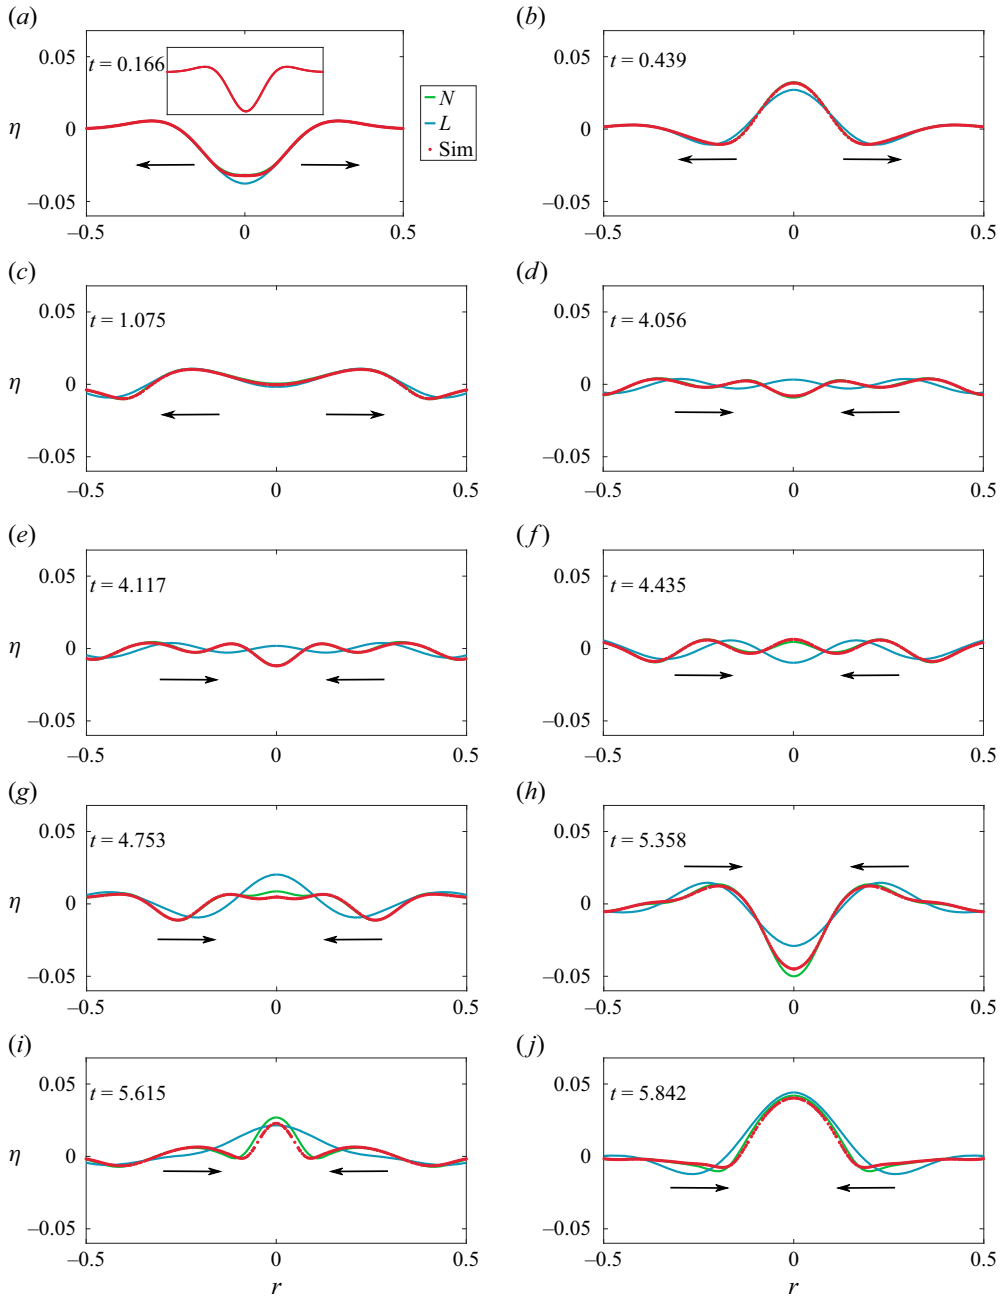 (a)
(b)
0.05
0
−0.05
η
t = 0.166
N
L
Sim
−0.5
0
0.5
0.05
0
−0.05
t = 0.439
−0.5
0
0.5
(c)
(d)
0.05
0
−0.05
η
t = 1.075
−0.5
0
0.5
0.05
0
−0.05
t = 4.056
−0.5
0
0.5
(e)
(f)
0.05
0
−0.05
η
t = 4.117
−0.5
0
0.5
0.05
0
−0.05
t = 4.435
−0.5
0
0.5
(g)
(h)
0.05
0
−0.05
η
t = 4.753
−0.5
0
0.5
0.05
0
−0.05
t = 5.358
−0.5
0
0.5
(i)
(j)
0.05
0
−0.05
η
t = 5.615
−0.5
0
0.5
r
0.05
0
−0.05
t = 5.842
−0.5
0
0.5
r